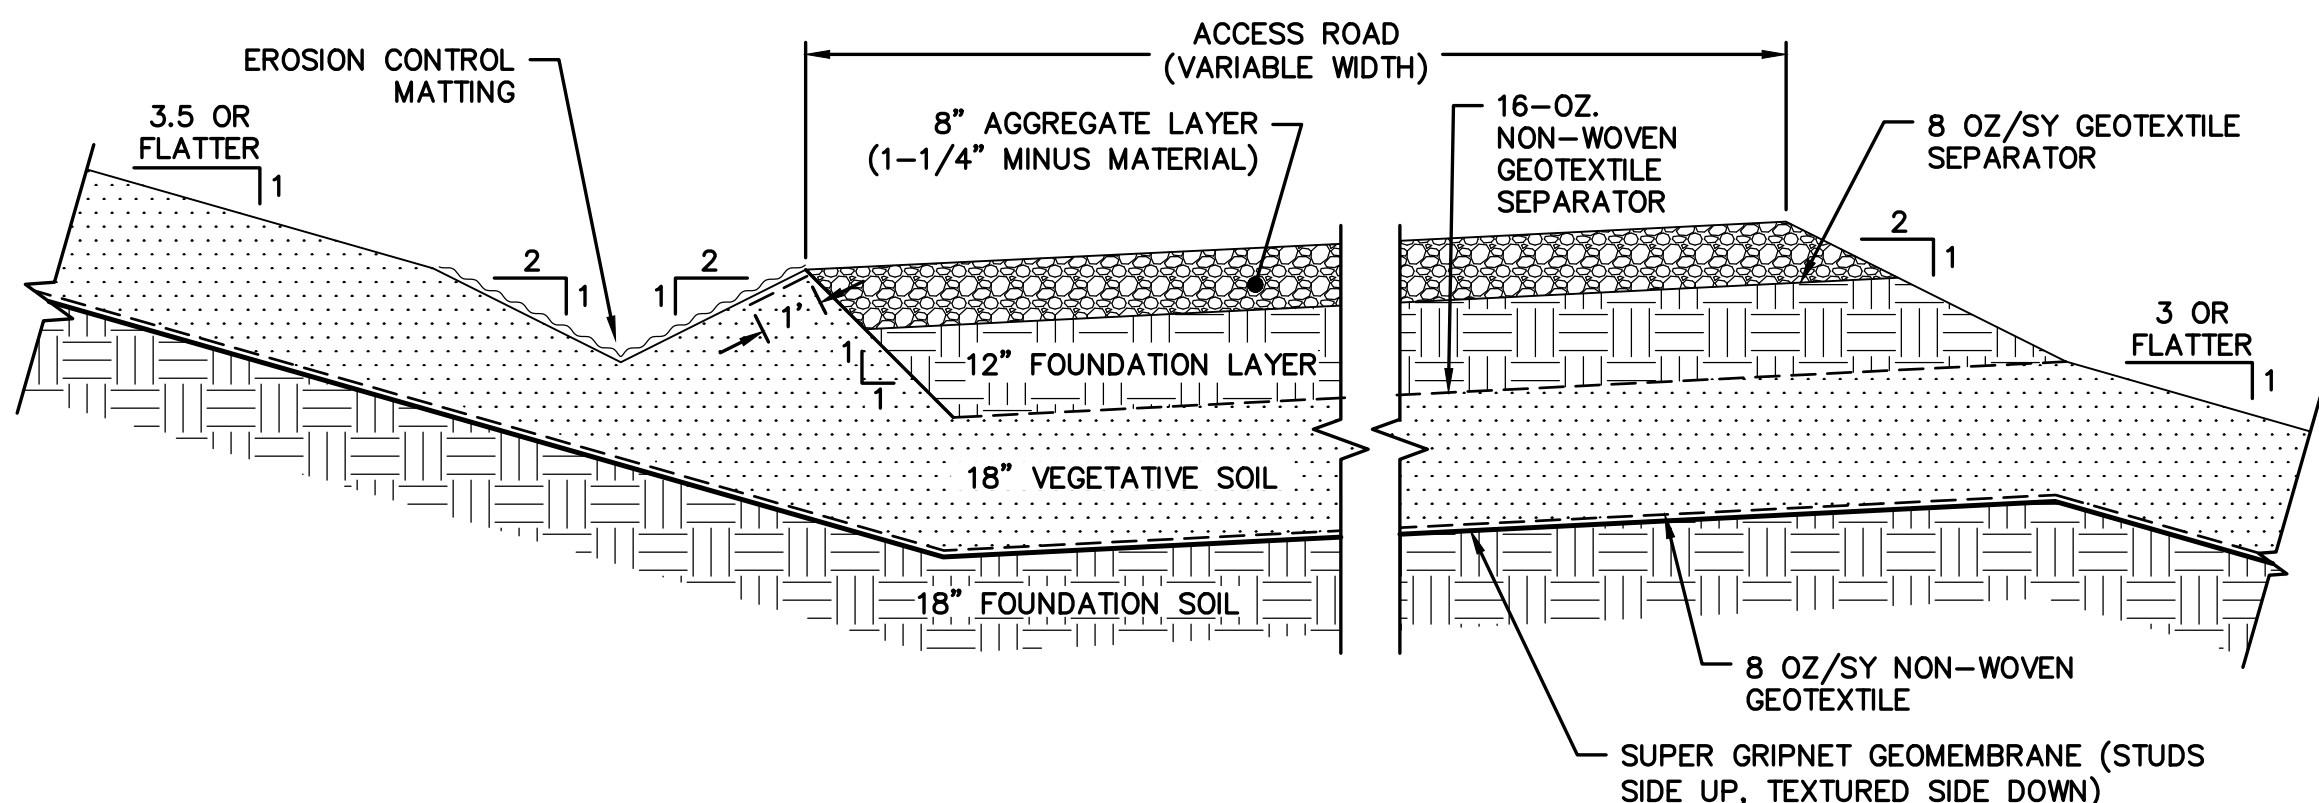 ACCESS ROAD
(VARIABLE WIDTH)
EROSION CONTROL
MATTING
3.5 OR
FLATTER
1
8" AGGREGATE LAYER
(1-1/4" MINUS MATERIAL)
16-OZ.
NON-WOVEN
GEOTEXTILE
SEPARATOR
8 OZ/SY GEOTEXTILE
SEPARATOR
2
1
2
1
2
1
1'
3 OR
FLATTER
1
1
1
12" FOUNDATION LAYER
18" VEGETATIVE SOIL
18" FOUNDATION SOIL
8 OZ/SY NON-WOVEN
GEOTEXTILE
SUPER GRIPNET GEOMEMBRANE (STUDS
SIDE UP, TEXTURED SIDE DOWN)